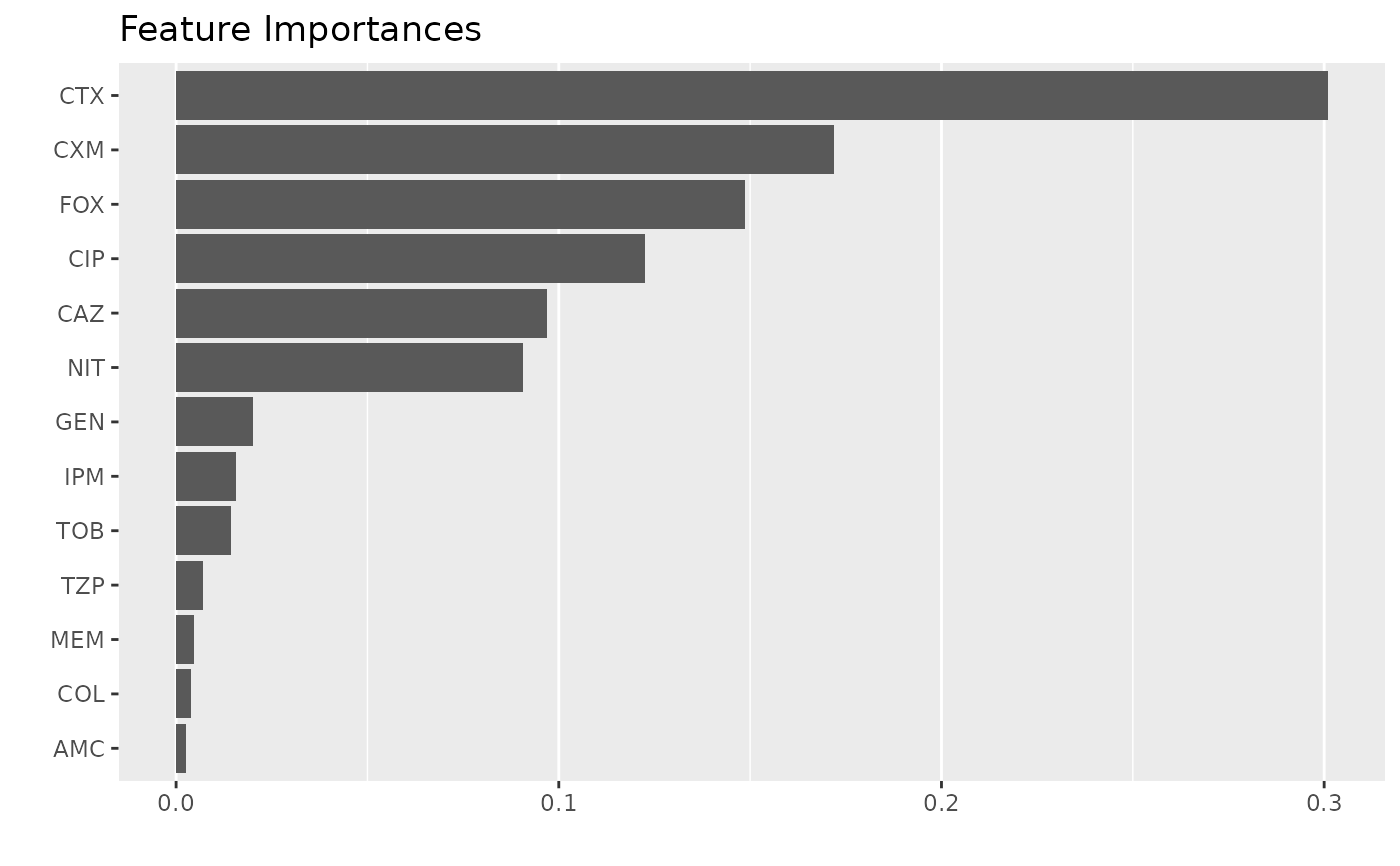 Feature Importances
CTX
CXM
FOX
CIP
CAZ
NIT
GEN
IPM
TOB
TZP
MEM
COL
AMC
0.0 0.1 0.2 0.3